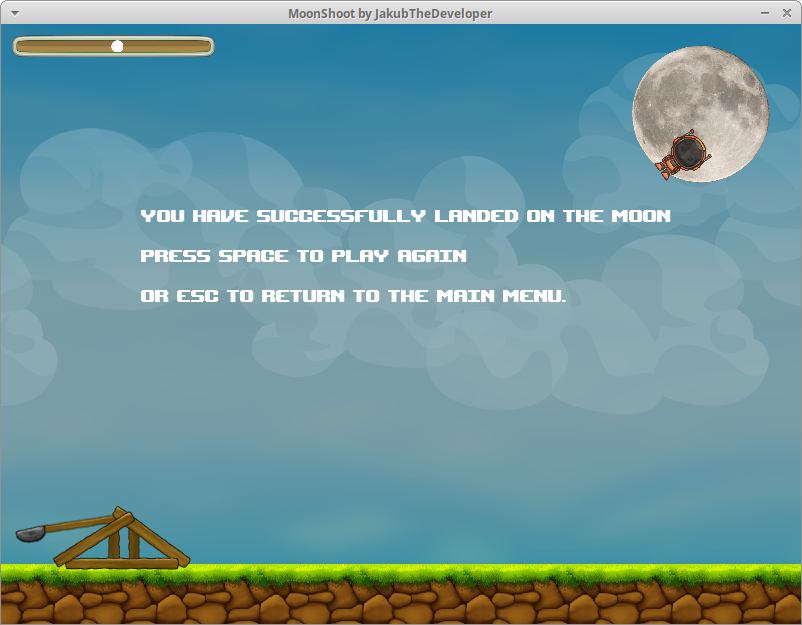 MoonShoot by JakubTheDeveloper
YOU HAVE SUCCESSFULLY LANDED ON THE MOON
PRESS SPACE TO PLAY AGAIN
OR ESC TO RETURN TO THE MAIN MENU.